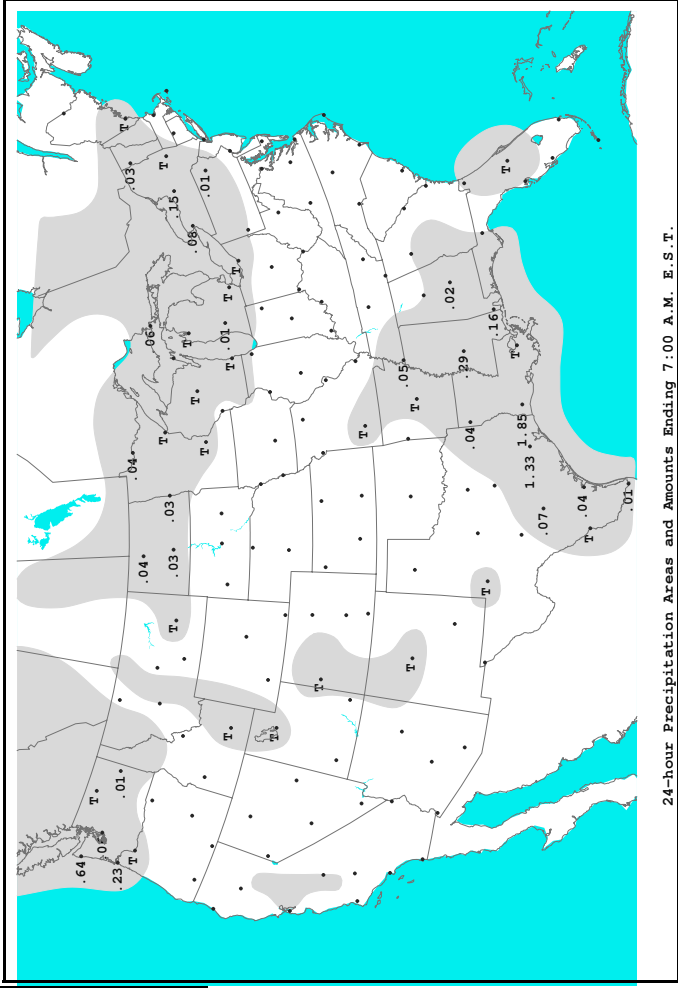 .64
T
.23
.01
T
T
.03
.04
.04
.06
T
T
T
.03
.03
.15
T
.08
T
T
.01
T
.01
T
T
T
T
T
T
.05
T
T
.02
.29
.04
T
.16
T
T
1.85
1.33
.07
.04
T
.01
24-hour Precipitation Areas and Amounts Ending 7:00 A.M. E.S.T.